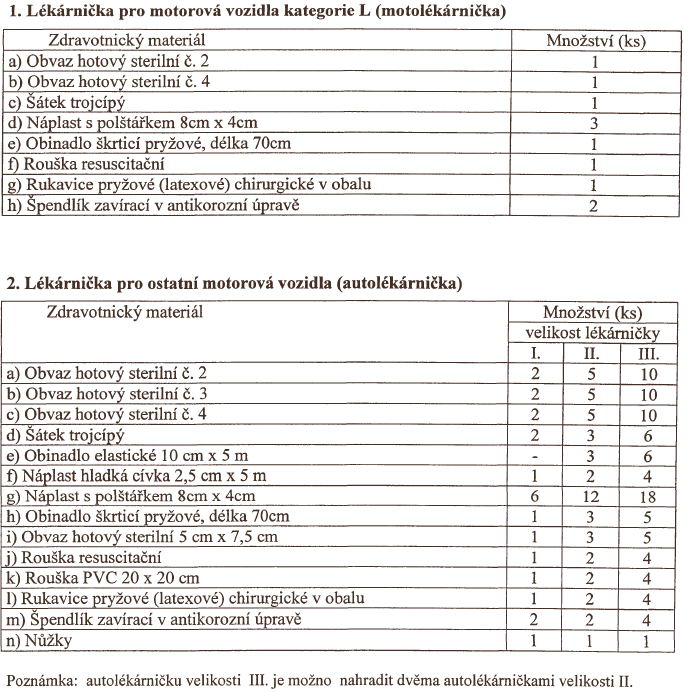 1. Lékárnička pro motorová vozidla kategorie L (motolékárnička)
Zdravotnický materiál Množství (ks)
a) Obvaz hotový sterilní č. 2 1
b) Obvaz hotový sterilní č. 4 1
c) Šátek trojcípý 1
d) Náplast s polštářkem 8cm x 4cm 3
e) Obinadlo škrticí pryžové, délka 70cm 1
f) Rouška resuscitační 1
g) Rukavice pryžové (latexové) chirurgické v obalu 1
h) Špendlík zavírací v antikorozní úpravě 2
2. Lékárnička pro ostatní motorová vozidla (autolékárnička)
Zdravotnický materiál Množství (ks)
velikost lékárničky
I. II. III.
a) Obvaz hotový sterilní č. 2 2 5 10
b) Obvaz hotový sterilní č. 3 2 5 10
c) Obvaz hotový sterilní č. 4 2 5 10
d) Šátek trojcípý 2 3 6
e) Obinadlo elastické 10 cm x 5 m - 3 6
f) Náplast hladká cívka 2,5 cm x 5 m 1 2 4
g) Náplast s polštářkem 8cm x 4cm 6 12 18
h) Obinadlo škrticí pryžové, délka 70cm 1 3 5
i) Obvaz hotový sterilní 5 cm x 7,5 cm 1 3 5
j) Rouška resuscitační 1 2 4
k) Rouška PVC 20 x 20 cm 1 2 4
l) Rukavice pryžové (latexové) chirurgické v obalu 1 2 4
m) Špendlík zavírací v antikorozní úpravě 2 2 4
n) Nůžky 1 1 1
Poznámka: autolékárničku velikosti III. je možno nahradit dvěma autolékárničkami velikosti II.